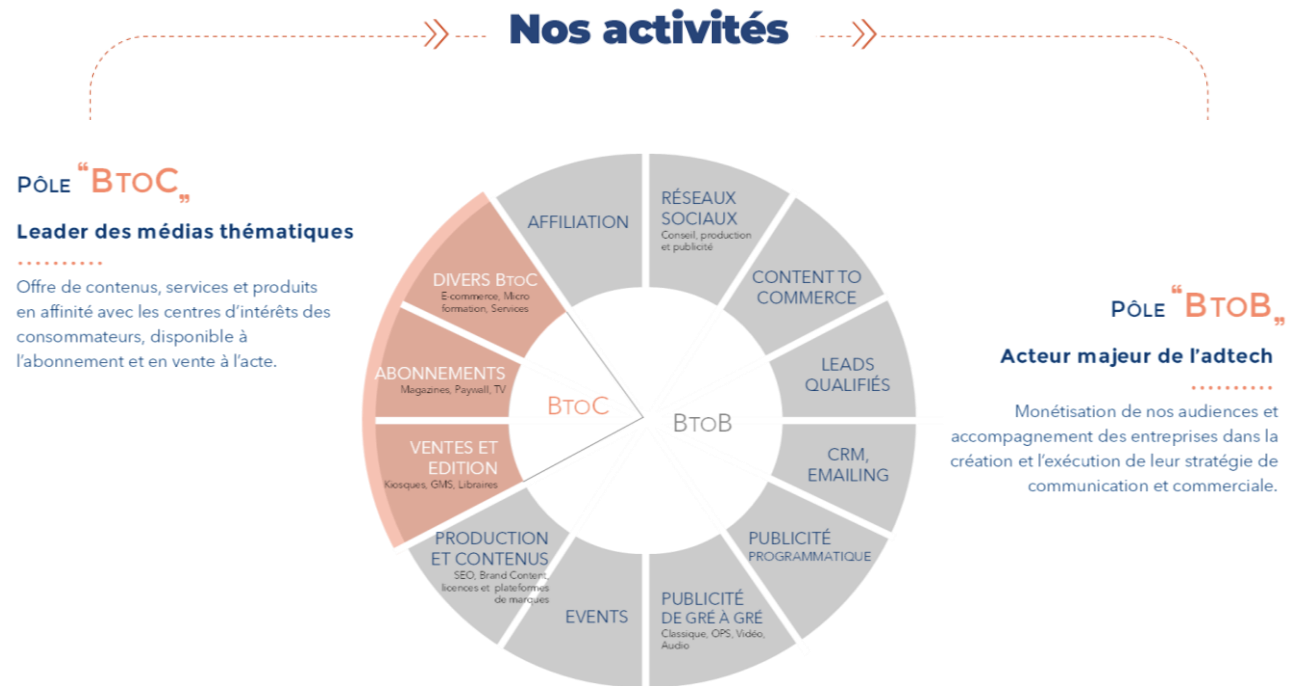 Nos activités
PÔLE “BTOC„
Leader des médias thématiques
Offre de contenus, services et produits
en affinité avec les centres d’intérêts des
consommateurs, disponible à
l’abonnement et en vente à l’acte.
AFFILIATION
RÉSEAUX
SOCIAUX
Conseil, production
et publicité
CONTENT TO
COMMERCE
LEADS
QUALIFIÉS
CRM,
EMAILING
PUBLICITÉ
PROGRAMMATIQUE
PUBLICITÉ
DE GRÉ À GRÉ
Classique, OPS, Vidéo,
Audio
EVENTS
PRODUCTION
ET CONTENUS
SEO, Brand Content,
licences et plateformes
de marques
VENTES ET
EDITION
Kiosques, GMS, Libraires
ABONNEMENTS
Magazines, Paywall, TV
DIVERS BTOC
E-commerce, Micro
formation, Services
BTOC
BTOB
PÔLE “BTOB„
Acteur majeur de l’adtech
Monétisation de nos audiences et
accompagnement des entreprises dans la
création et l’exécution de leur stratégie de
communication et commerciale.